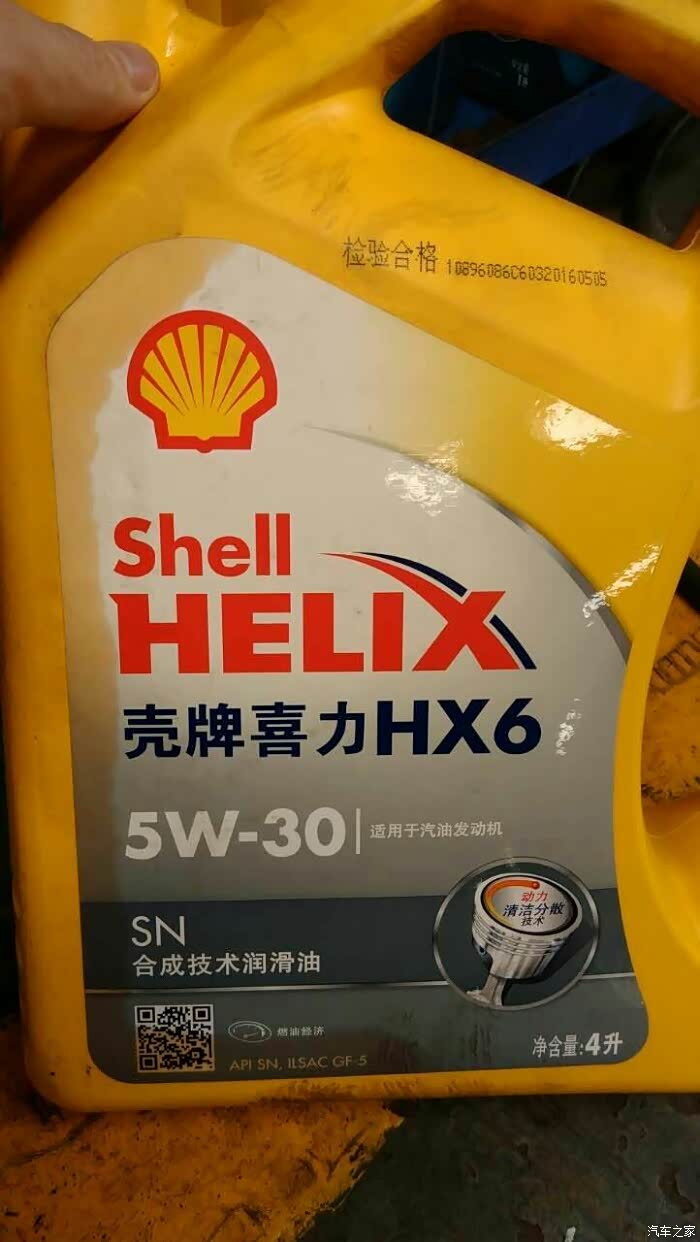 检验合格 10896086C60320160505
Shell
HELIX
壳牌喜力HX6
5W-30 适用于汽油发动机
动力
清洁分散
技术
SN
合成技术润滑油
燃油经济
API SN, ILSAC GF-5
净含量:4升
汽车之家